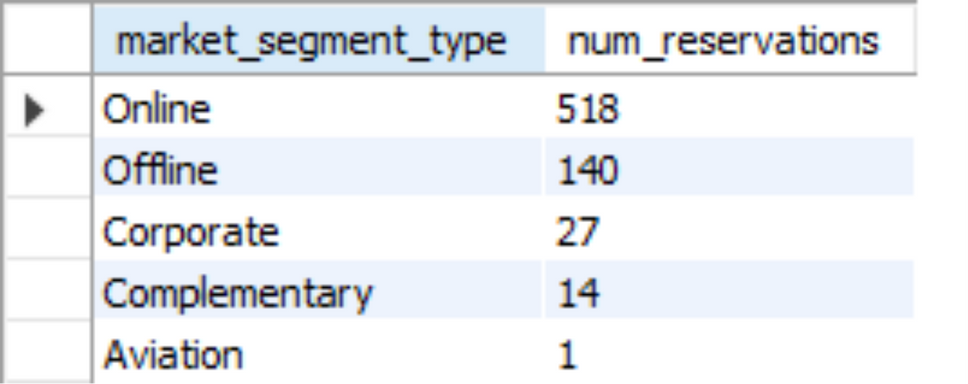 market_segment_type num_reservations
Online 518
Offline 140
Corporate 27
Complementary 14
Aviation 1